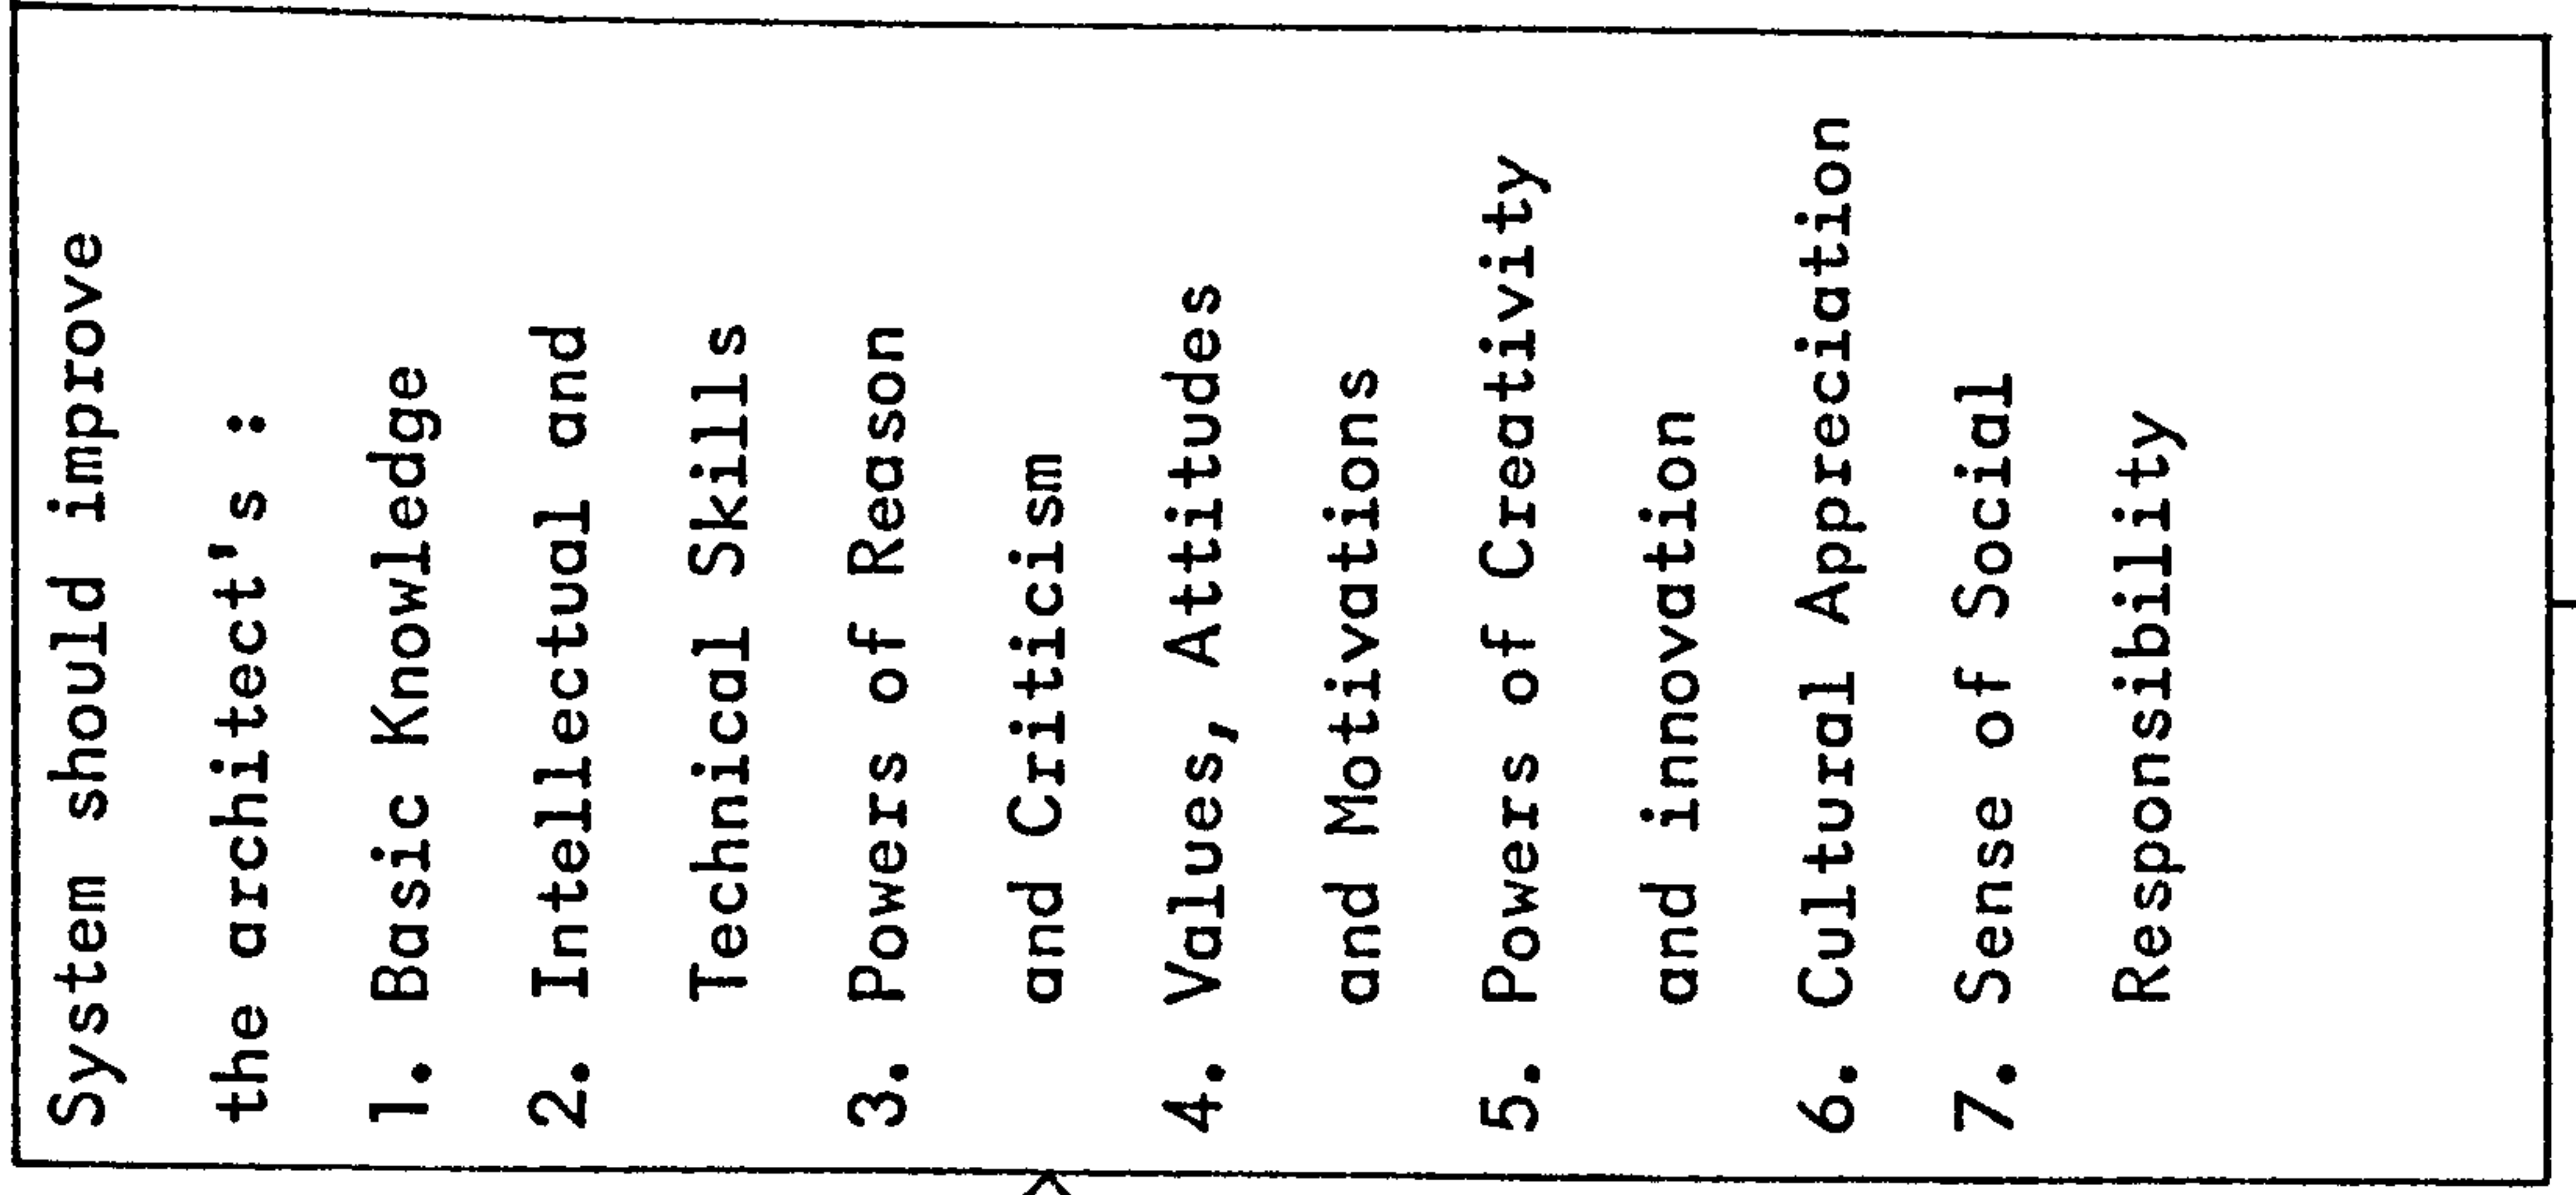 System should improve
the architect's :
1. Basic Knowledge
2. Intellectual and
Technical Skills
3. Powers of Reason
and Criticism
4. Values, Attitudes
and Motivations
5. Powers of Creativity
and innovation
6. Cultural Appreciation
7. Sense of Social
Responsibility